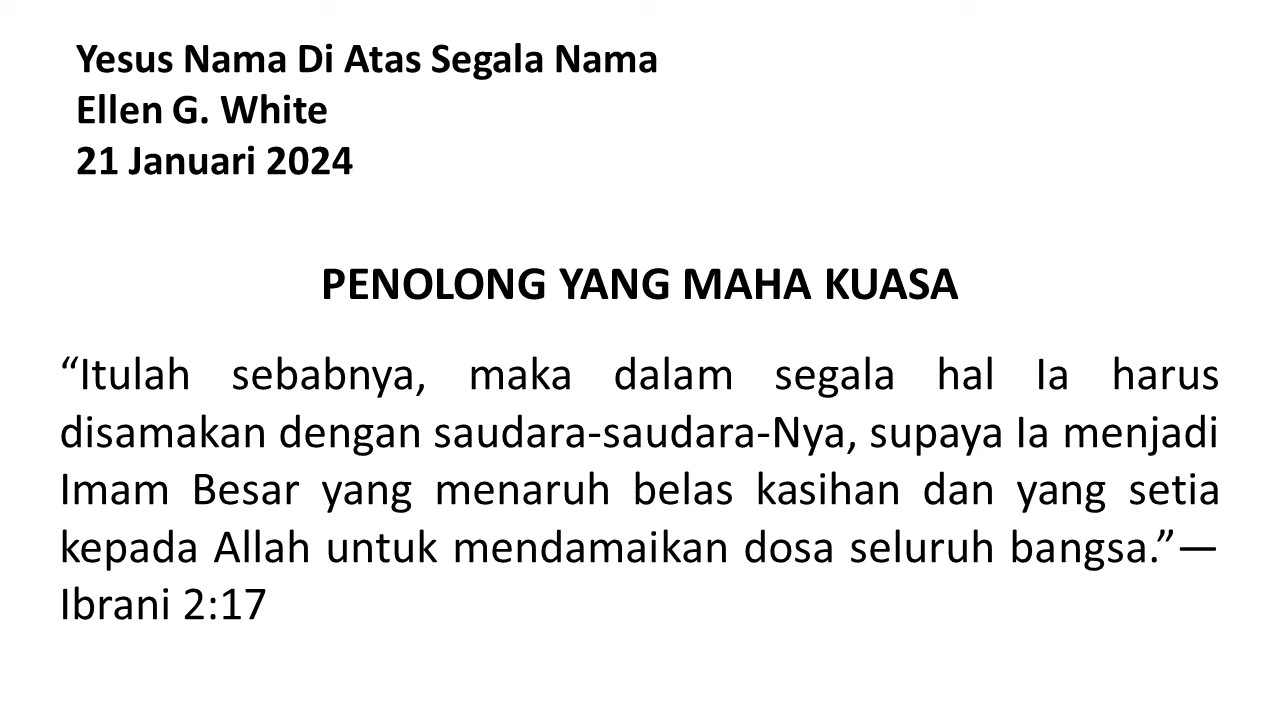 Yesus Nama Di Atas Segala Nama
Ellen G. White
21 Januari 2024
PENOLONG YANG MAHA KUASA
“Itulah sebabnya, maka dalam segala hal Ia harus
disamakan dengan saudara-saudara-Nya, supaya Ia menjadi
Imam Besar yang menaruh belas kasihan dan yang setia
kepada Allah untuk mendamaikan dosa seluruh bangsa.”—
Ibrani 2:17